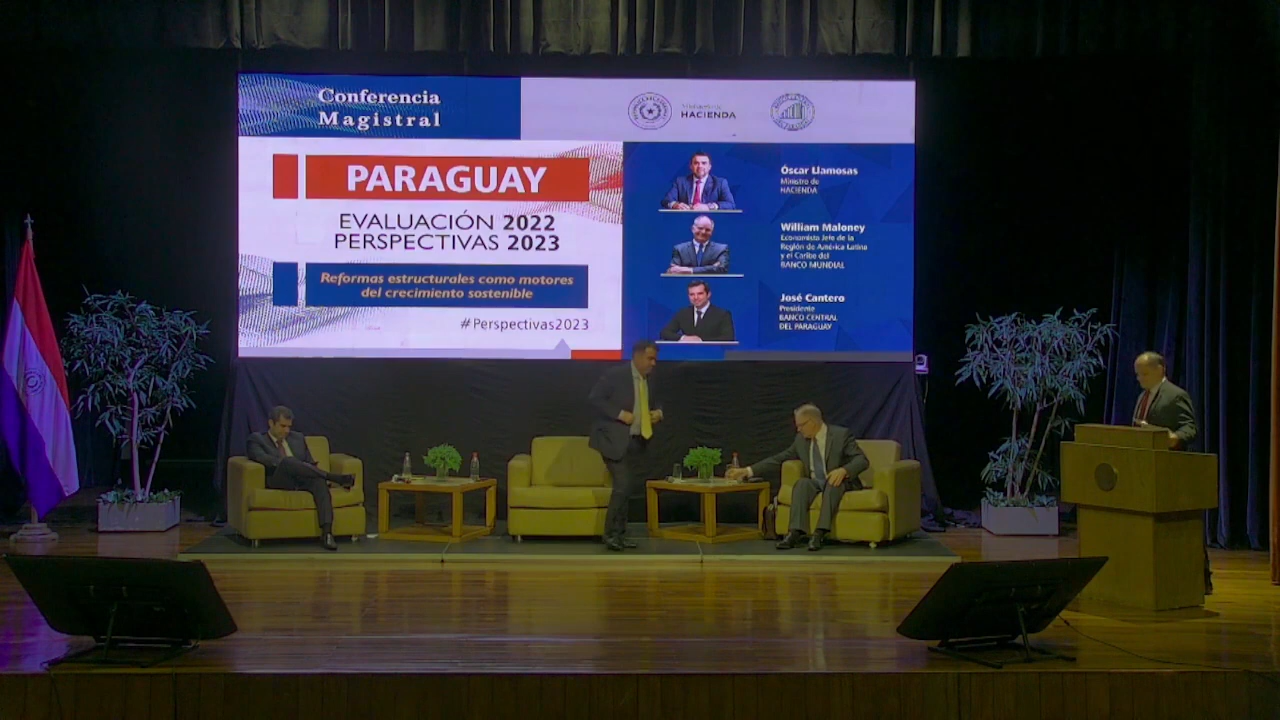 Conferencia
Magistral
HACIENDA
PARAGUAY
EVALUACIÓN 2022
PERSPECTIVAS 2023
Reformas estructurales como motores
del crecimiento sostenible
#Perspectivas2023
Óscar Llamosas
Ministro de
HACIENDA
William Maloney
Economista Jefe de la
Región de América Latina
y el Caribe del
BANCO MUNDIAL
José Cantero
Presidente
BANCO CENTRAL
DEL PARAGUAY